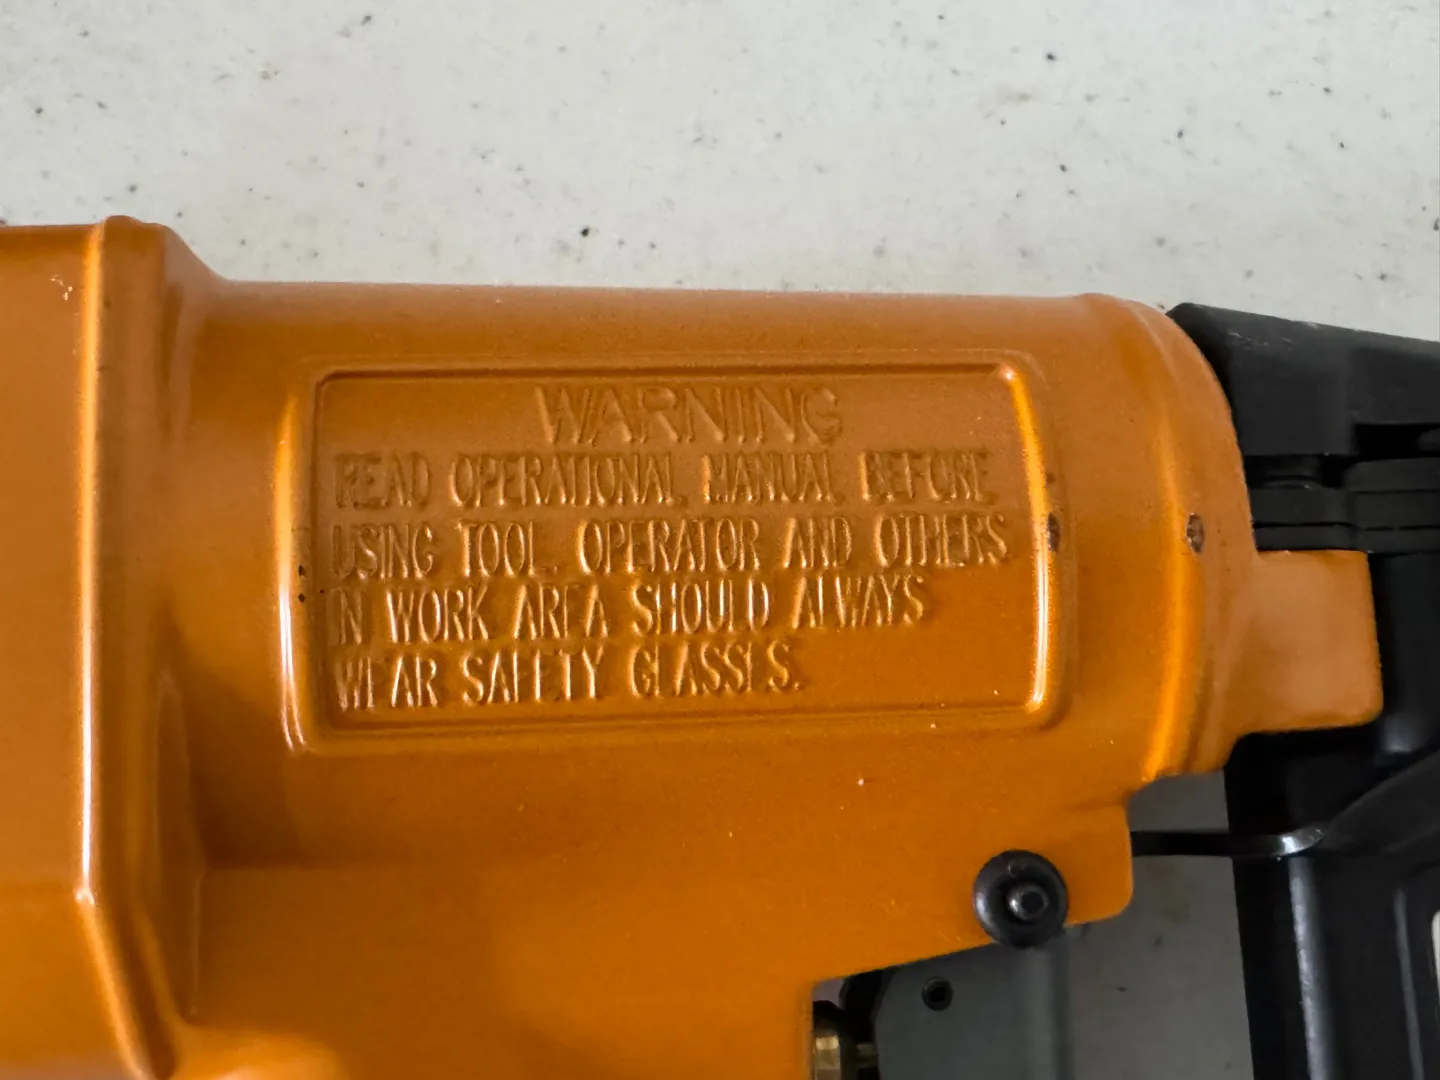 WARNING
READ OPERATIONAL MANUAL BEFORE
USING TOOL. OPERATOR AND OTHERS
IN WORK AREA SHOULD ALWAYS
WEAR SAFETY GLASSES.